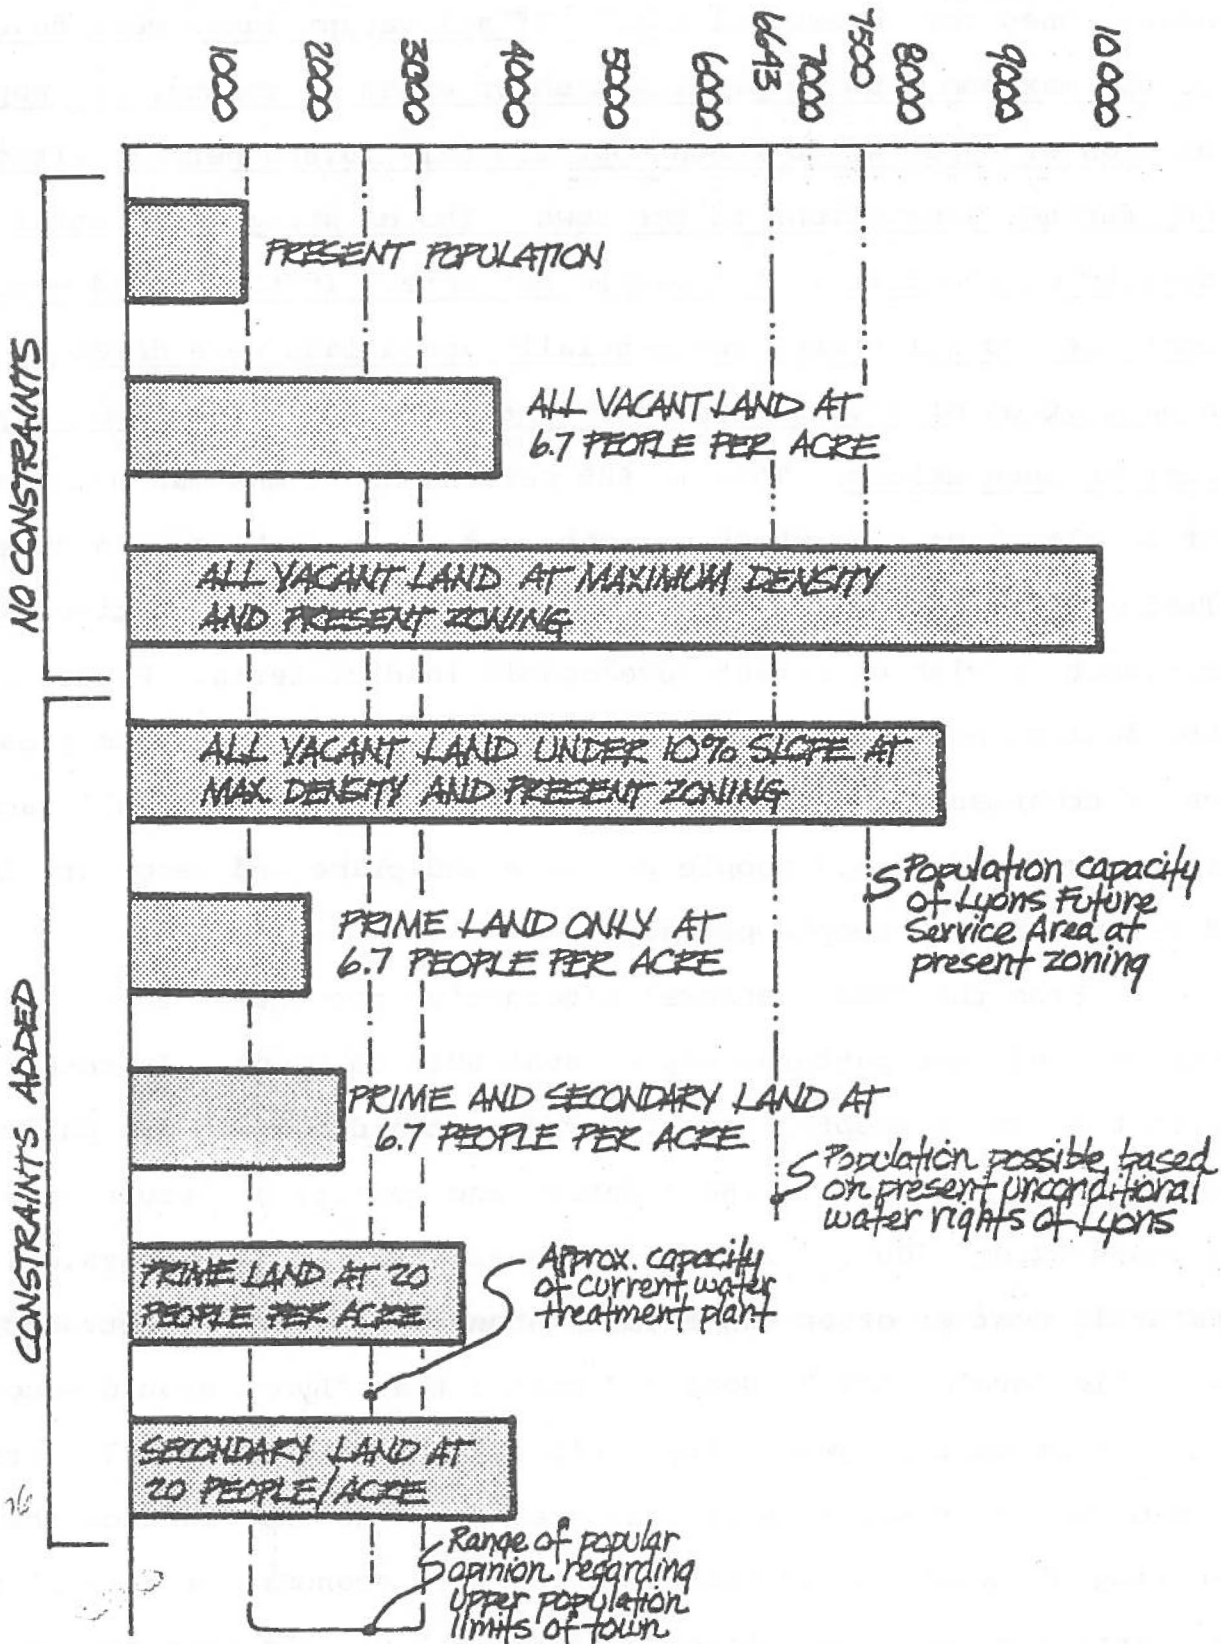 1000
2000
3000
4000
5000
6000
6643
7000
7500
8000
9000
10000
NO CONSTRAINTS
PRESENT POPULATION
ALL VACANT LAND AT
6.7 PEOPLE PER ACRE
ALL VACANT LAND AT MAXIMUM DENSITY
AND PRESENT ZONING
CONSTRAINTS ADDED
ALL VACANT LAND UNDER 10% SLOPE AT
MAX. DENSITY AND PRESENT ZONING
Population capacity
of Lyons Future
Service Area at
present zoning
PRIME LAND ONLY AT
6.7 PEOPLE PER ACRE
PRIME AND SECONDARY LAND AT
6.7 PEOPLE PER ACRE
Population possible based
on present unconditional
water rights of Lyons
PRIME LAND AT 20
PEOPLE PER ACRE
Approx. capacity
of current water
treatment plant
SECONDARY LAND AT
20 PEOPLE/ACRE
Range of popular
opinion regarding
upper population
limits of town